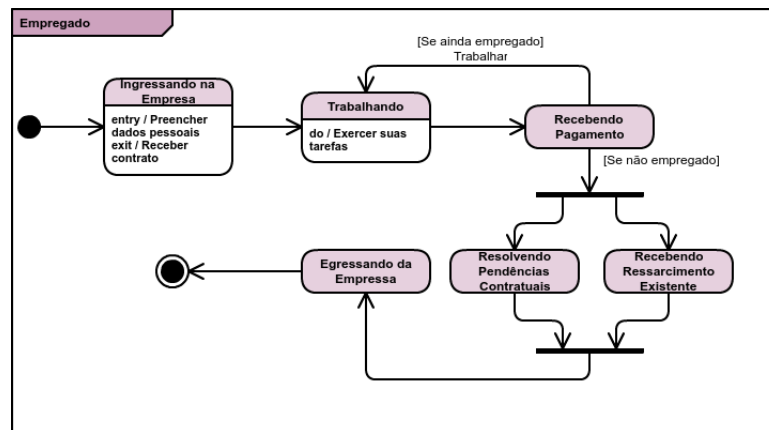 Empregado
[Se ainda empregado]
Trabalhar
Ingressando na
Empresa
entry / Preencher
dados pessoais
exit / Receber
contrato
Trabalhando
do / Exercer suas
tarefas
Recebendo
Pagamento
[Se não empregado]
Egressando da
Empressa
Resolvendo
Pendências
Contratuais
Recebendo
Ressarcimento
Existente